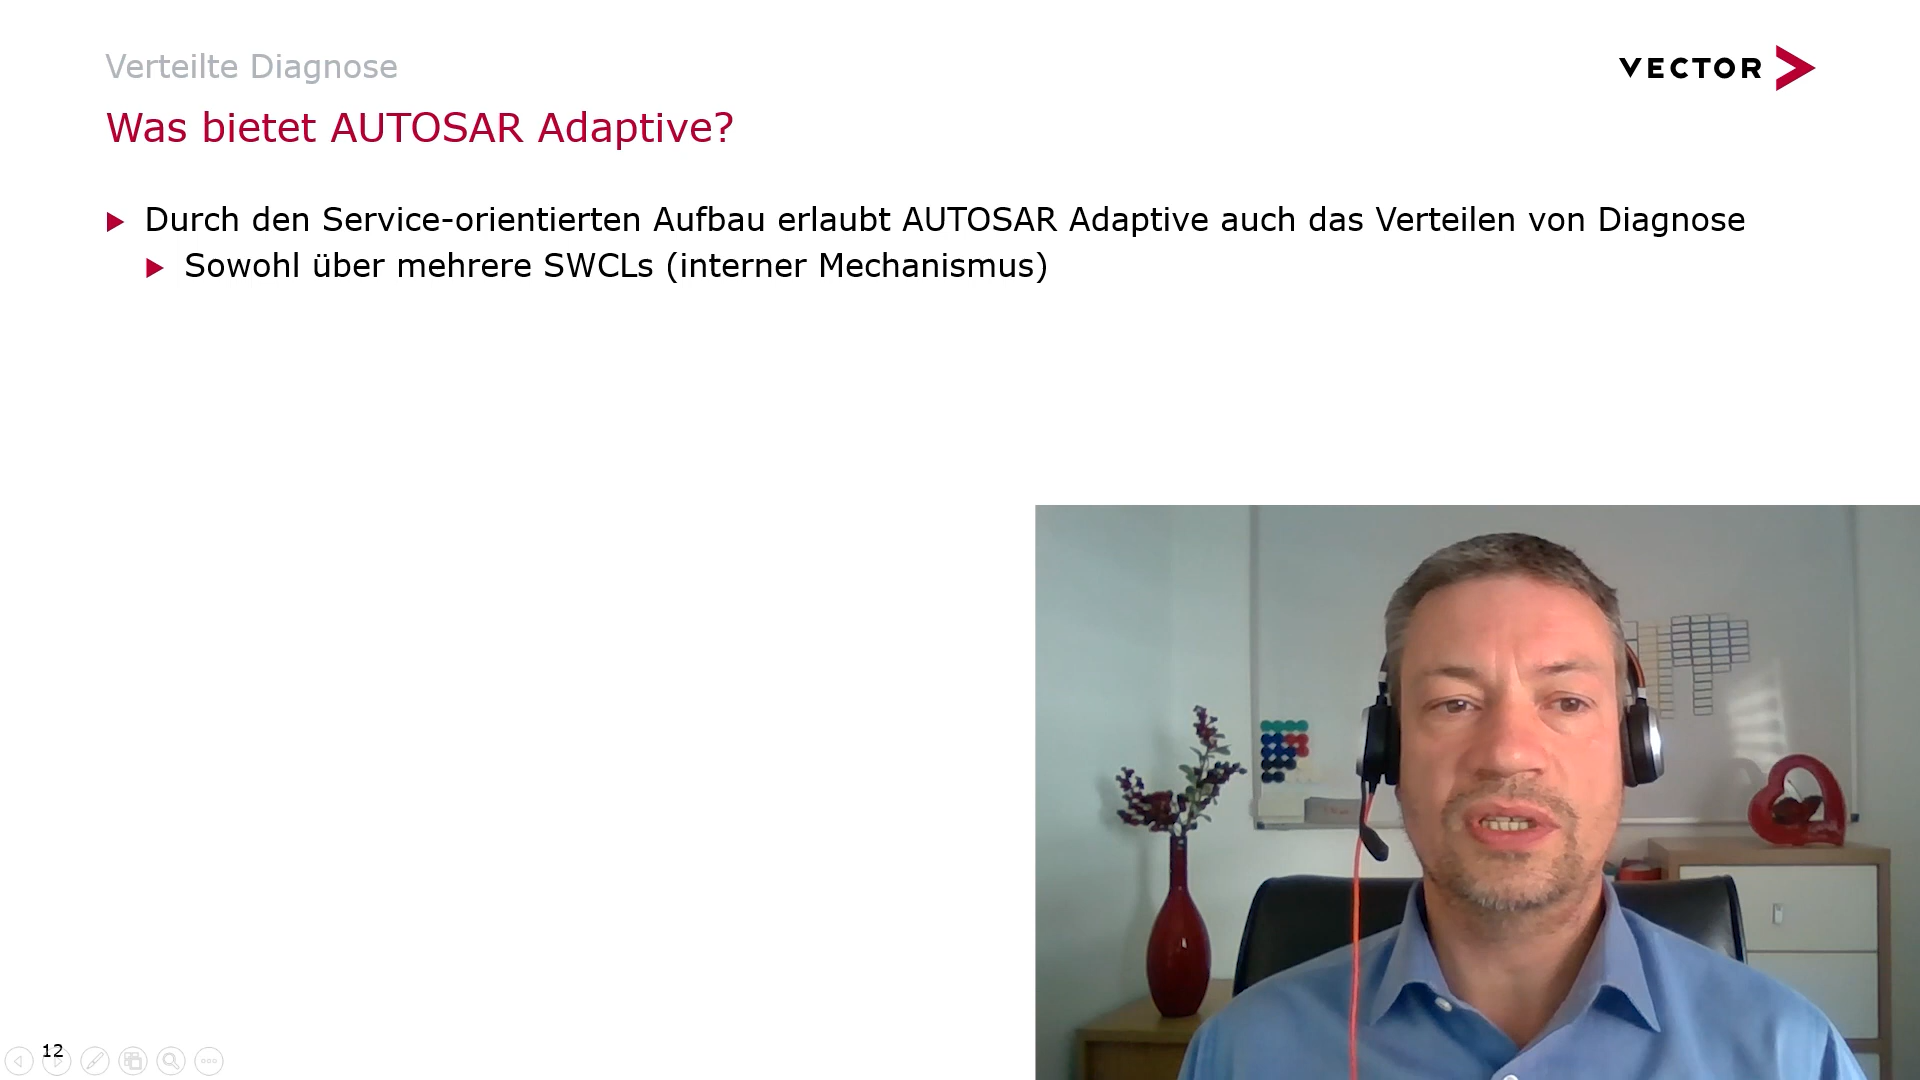 Verteilte Diagnose
VECTOR
Was bietet AUTOSAR Adaptive?
Durch den Service-orientierten Aufbau erlaubt AUTOSAR Adaptive auch das Verteilen von Diagnose
Sowohl über mehrere SWCLs (interner Mechanismus)
12